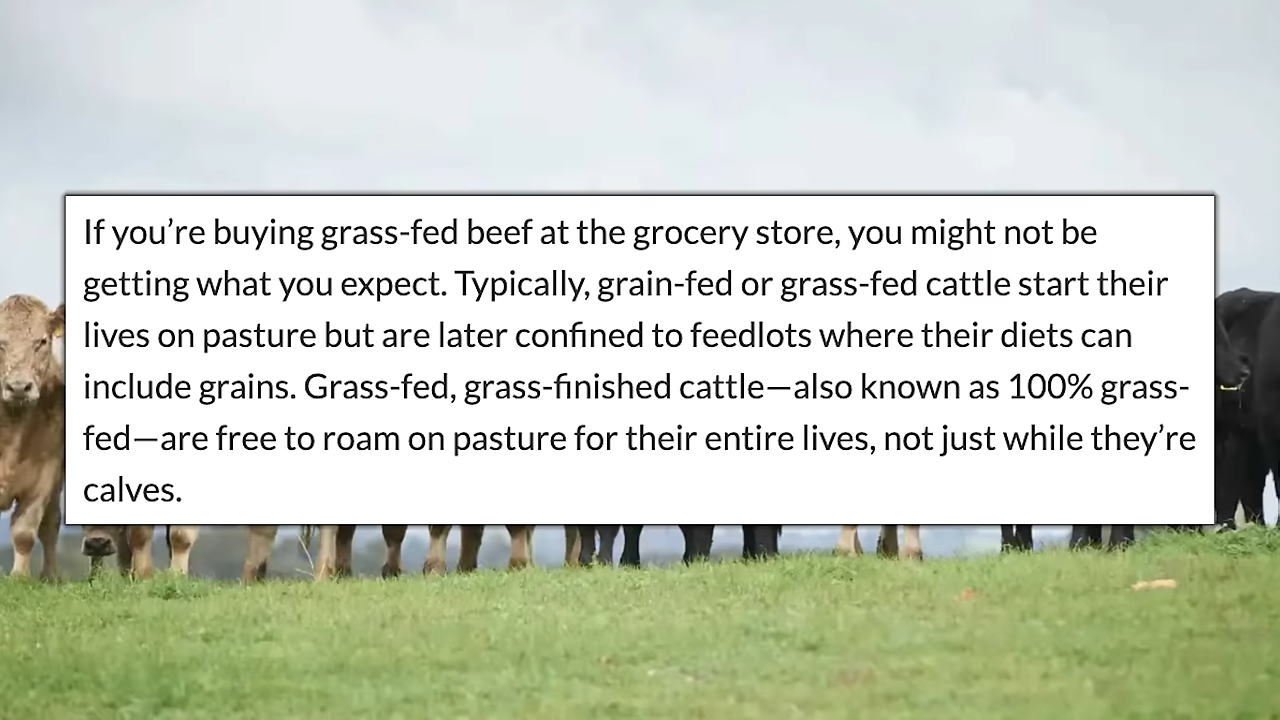 If you’re buying grass-fed beef at the grocery store, you might not be
getting what you expect. Typically, grain-fed or grass-fed cattle start their
lives on pasture but are later confined to feedlots where their diets can
include grains. Grass-fed, grass-finished cattle—also known as 100% grass-
fed—are free to roam on pasture for their entire lives, not just while they’re
calves.